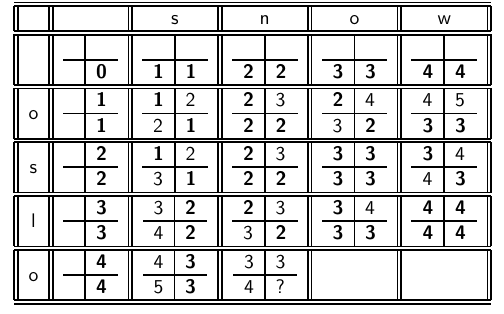 s n o w
0 1 1 2 2 3 3 4 4
o 1 1 2 2 3 2 4 4 5
1 2 1 2 2 3 2 3 3
s 2 1 2 2 3 3 3 3 4
2 3 1 2 2 3 3 4 3
l 3 3 2 2 3 3 4 4 4
3 4 2 3 2 3 3 4 4
o 4 4 3 3 3
4 5 3 4 ?